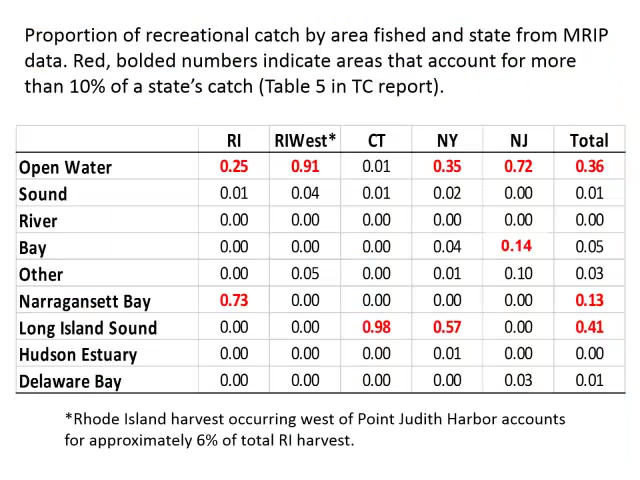 Proportion of recreational catch by area fished and state from MRIP
data. Red, bolded numbers indicate areas that account for more
than 10% of a state's catch (Table 5 in TC report).
RI RIWest* CT NY NJ Total
Open Water 0.25 0.91 0.01 0.35 0.72 0.36
Sound 0.01 0.04 0.01 0.02 0.00 0.01
River 0.00 0.00 0.00 0.00 0.00 0.00
Bay 0.00 0.00 0.00 0.04 0.14 0.05
Other 0.00 0.05 0.00 0.01 0.10 0.03
Narragansett Bay 0.73 0.00 0.00 0.00 0.00 0.13
Long Island Sound 0.00 0.00 0.98 0.57 0.00 0.41
Hudson Estuary 0.00 0.00 0.00 0.01 0.00 0.00
Delaware Bay 0.00 0.00 0.00 0.00 0.03 0.01
*Rhode Island harvest occurring west of Point Judith Harbor accounts
for approximately 6% of total RI harvest.